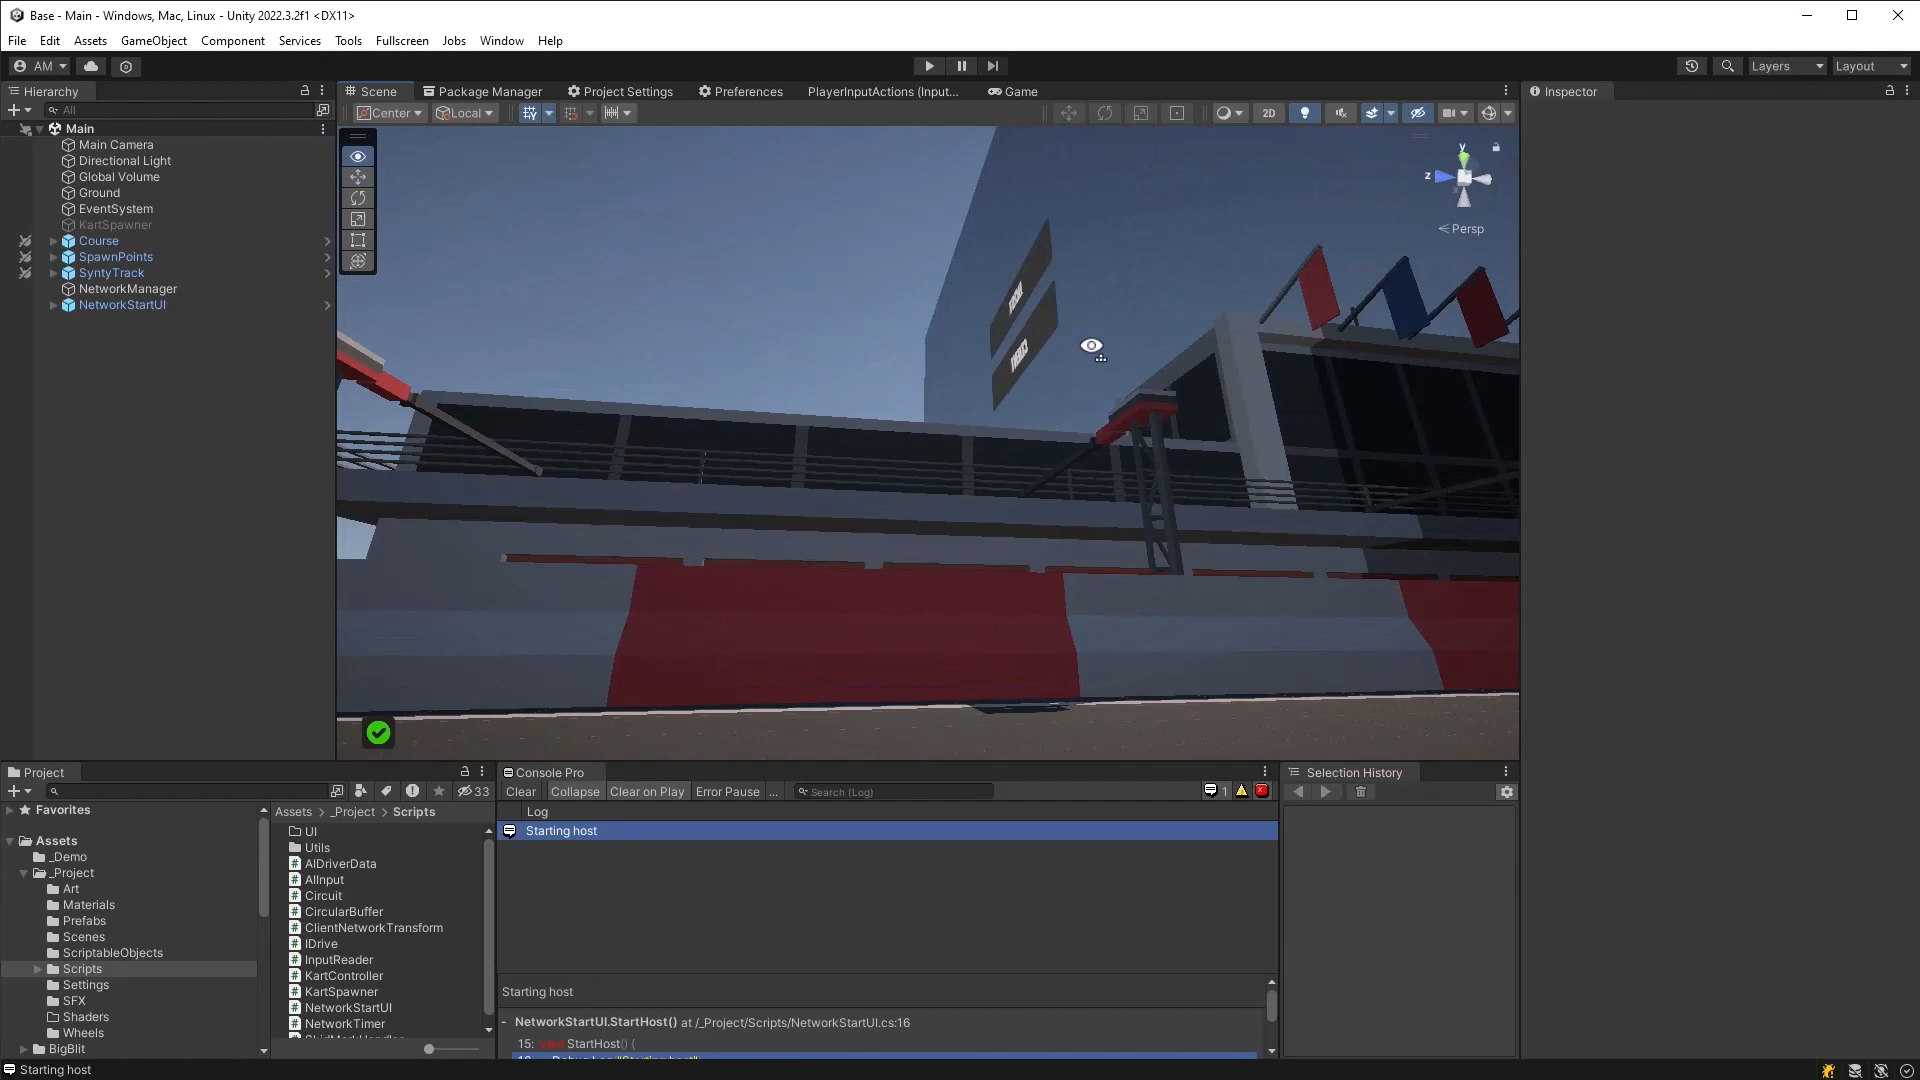 Base - Main - Windows, Mac, Linux - Unity 2022.3.2f1 <DX11>
File Edit Assets GameObject Component Services Tools Fullscreen Jobs Window Help
AM
Layers Layout
Hierarchy
All
Main
Main Camera
Directional Light
Global Volume
Ground
EventSystem
KartSpawner
Course
SpawnPoints
SyntyTrack
NetworkManager
NetworkStartUI
Scene Package Manager Project Settings Preferences PlayerInputActions (Input... Game
Center Local
2D
y
z
Persp
Inspector
Project
33
Favorites
Assets
_Demo
_Project
Art
Materials
Prefabs
Scenes
ScriptableObjects
Scripts
Settings
SFX
Shaders
Wheels
BigBlit
Assets > _Project > Scripts
UI
Utils
AIDriverData
AIInput
Circuit
CircularBuffer
ClientNetworkTransform
IDrive
InputReader
KartController
KartSpawner
NetworkStartUI
NetworkTimer
Console Pro
Clear Collapse Clear on Play Error Pause ... Search (Log) 1
Log
Starting host
Starting host
- NetworkStartUI.StartHost() at /_Project/Scripts/NetworkStartUI.cs:16
15: void StartHost() {
Selection History
Starting host